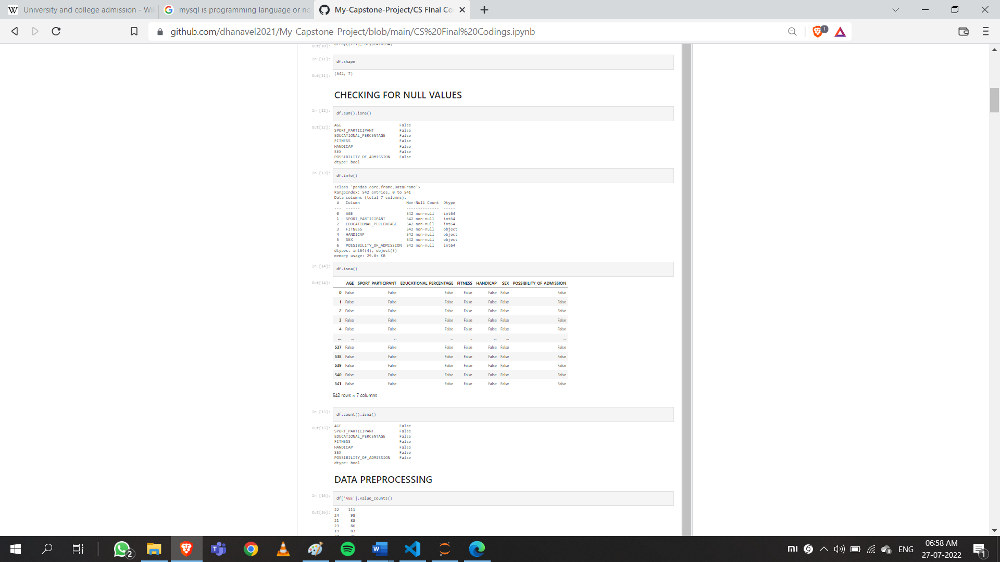 University and college admission - Wi
mysql is programming language or no
My-Capstone-Project/CS Final Co
github.com/dhanavel2021/My-Capstone-Project/blob/main/CS%20Final%20Codings.ipynb
1
Out[10]: array([271], dtype=int64)
In [11]: df.shape
Out[11]: (542, 7)
CHECKING FOR NULL VALUES
In [12]: df.sum().isna()
Out[12]: AGE False
SPORT_PARTICIPANT False
EDUCATIONAL_PERCENTAGE False
FITNESS False
HANDICAP False
SEX False
POSSIBILITY_OF_ADMISSION False
dtype: bool
In [13]: df.info()
<class 'pandas.core.frame.DataFrame'>
RangeIndex: 542 entries, 0 to 541
Data columns (total 7 columns):
# Column Non-Null Count Dtype
--- ------ -------------- -----
0 AGE 542 non-null int64
1 SPORT_PARTICIPANT 542 non-null int64
2 EDUCATIONAL_PERCENTAGE 542 non-null int64
3 FITNESS 542 non-null object
4 HANDICAP 542 non-null object
5 SEX 542 non-null object
6 POSSIBILITY_OF_ADMISSION 542 non-null int64
dtypes: int64(4), object(3)
memory usage: 29.8+ KB
In [14]: df.isna()
Out[14]: AGE SPORT_PARTICIPANT EDUCATIONAL_PERCENTAGE FITNESS HANDICAP SEX POSSIBILITY_OF_ADMISSION
0 False False False False False False False
1 False False False False False False False
2 False False False False False False False
3 False False False False False False False
4 False False False False False False False
... ... ... ... ... ... ... ...
537 False False False False False False False
538 False False False False False False False
539 False False False False False False False
540 False False False False False False False
541 False False False False False False False
542 rows × 7 columns
In [15]: df.count().isna()
Out[15]: AGE False
SPORT_PARTICIPANT False
EDUCATIONAL_PERCENTAGE False
FITNESS False
HANDICAP False
SEX False
POSSIBILITY_OF_ADMISSION False
dtype: bool
DATA PREPROCESSING
In [16]: df['AGE'].value_counts()
Out[16]: 22 111
24 98
21 88
23 86
19 83
2
ENG
06:58 AM
27-07-2022
1